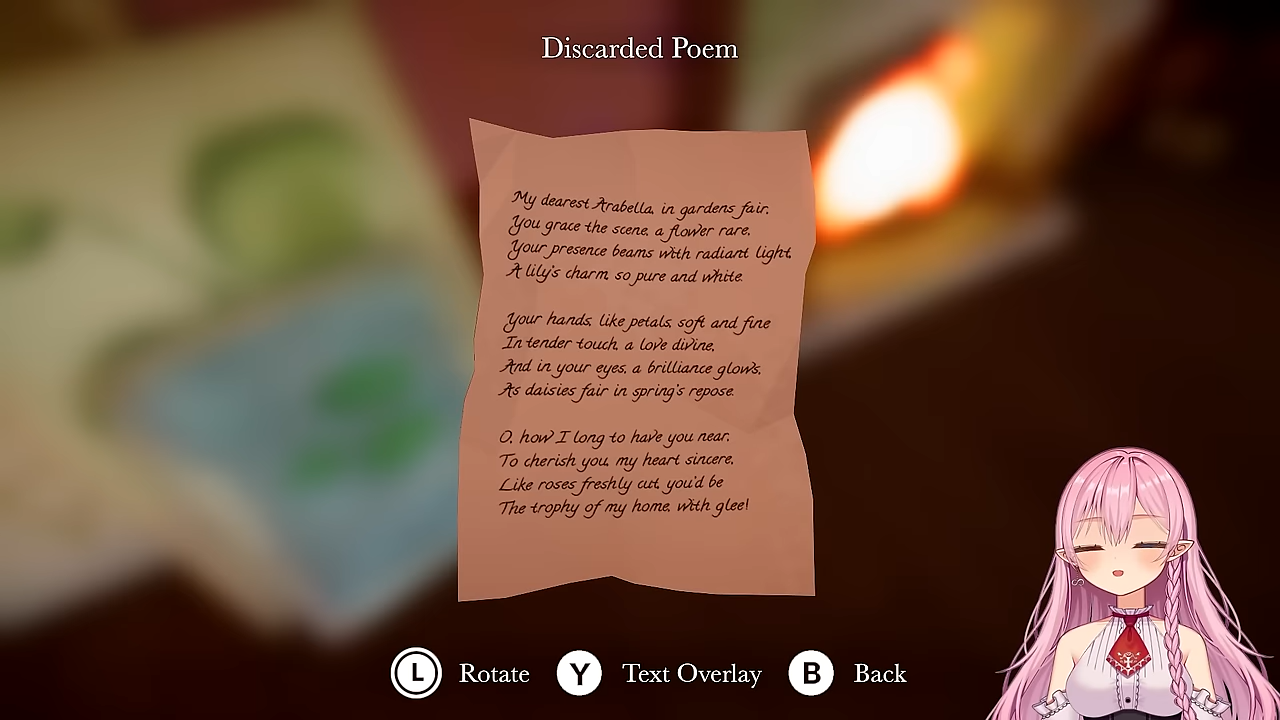 Discarded Poem
My dearest Arabella, in gardens fair,
You grace the scene, a flower rare,
Your presence beams with radiant light,
A lily's charm, so pure and white.
Your hands, like petals, soft and fine
In tender touch, a love divine,
And in your eyes, a brilliance glows,
As daisies fair in spring's repose.
O, how I long to have you near,
To cherish you, my heart sincere,
Like roses freshly cut, you'd be
The trophy of my home, with glee!
L Rotate Y Text Overlay B Back